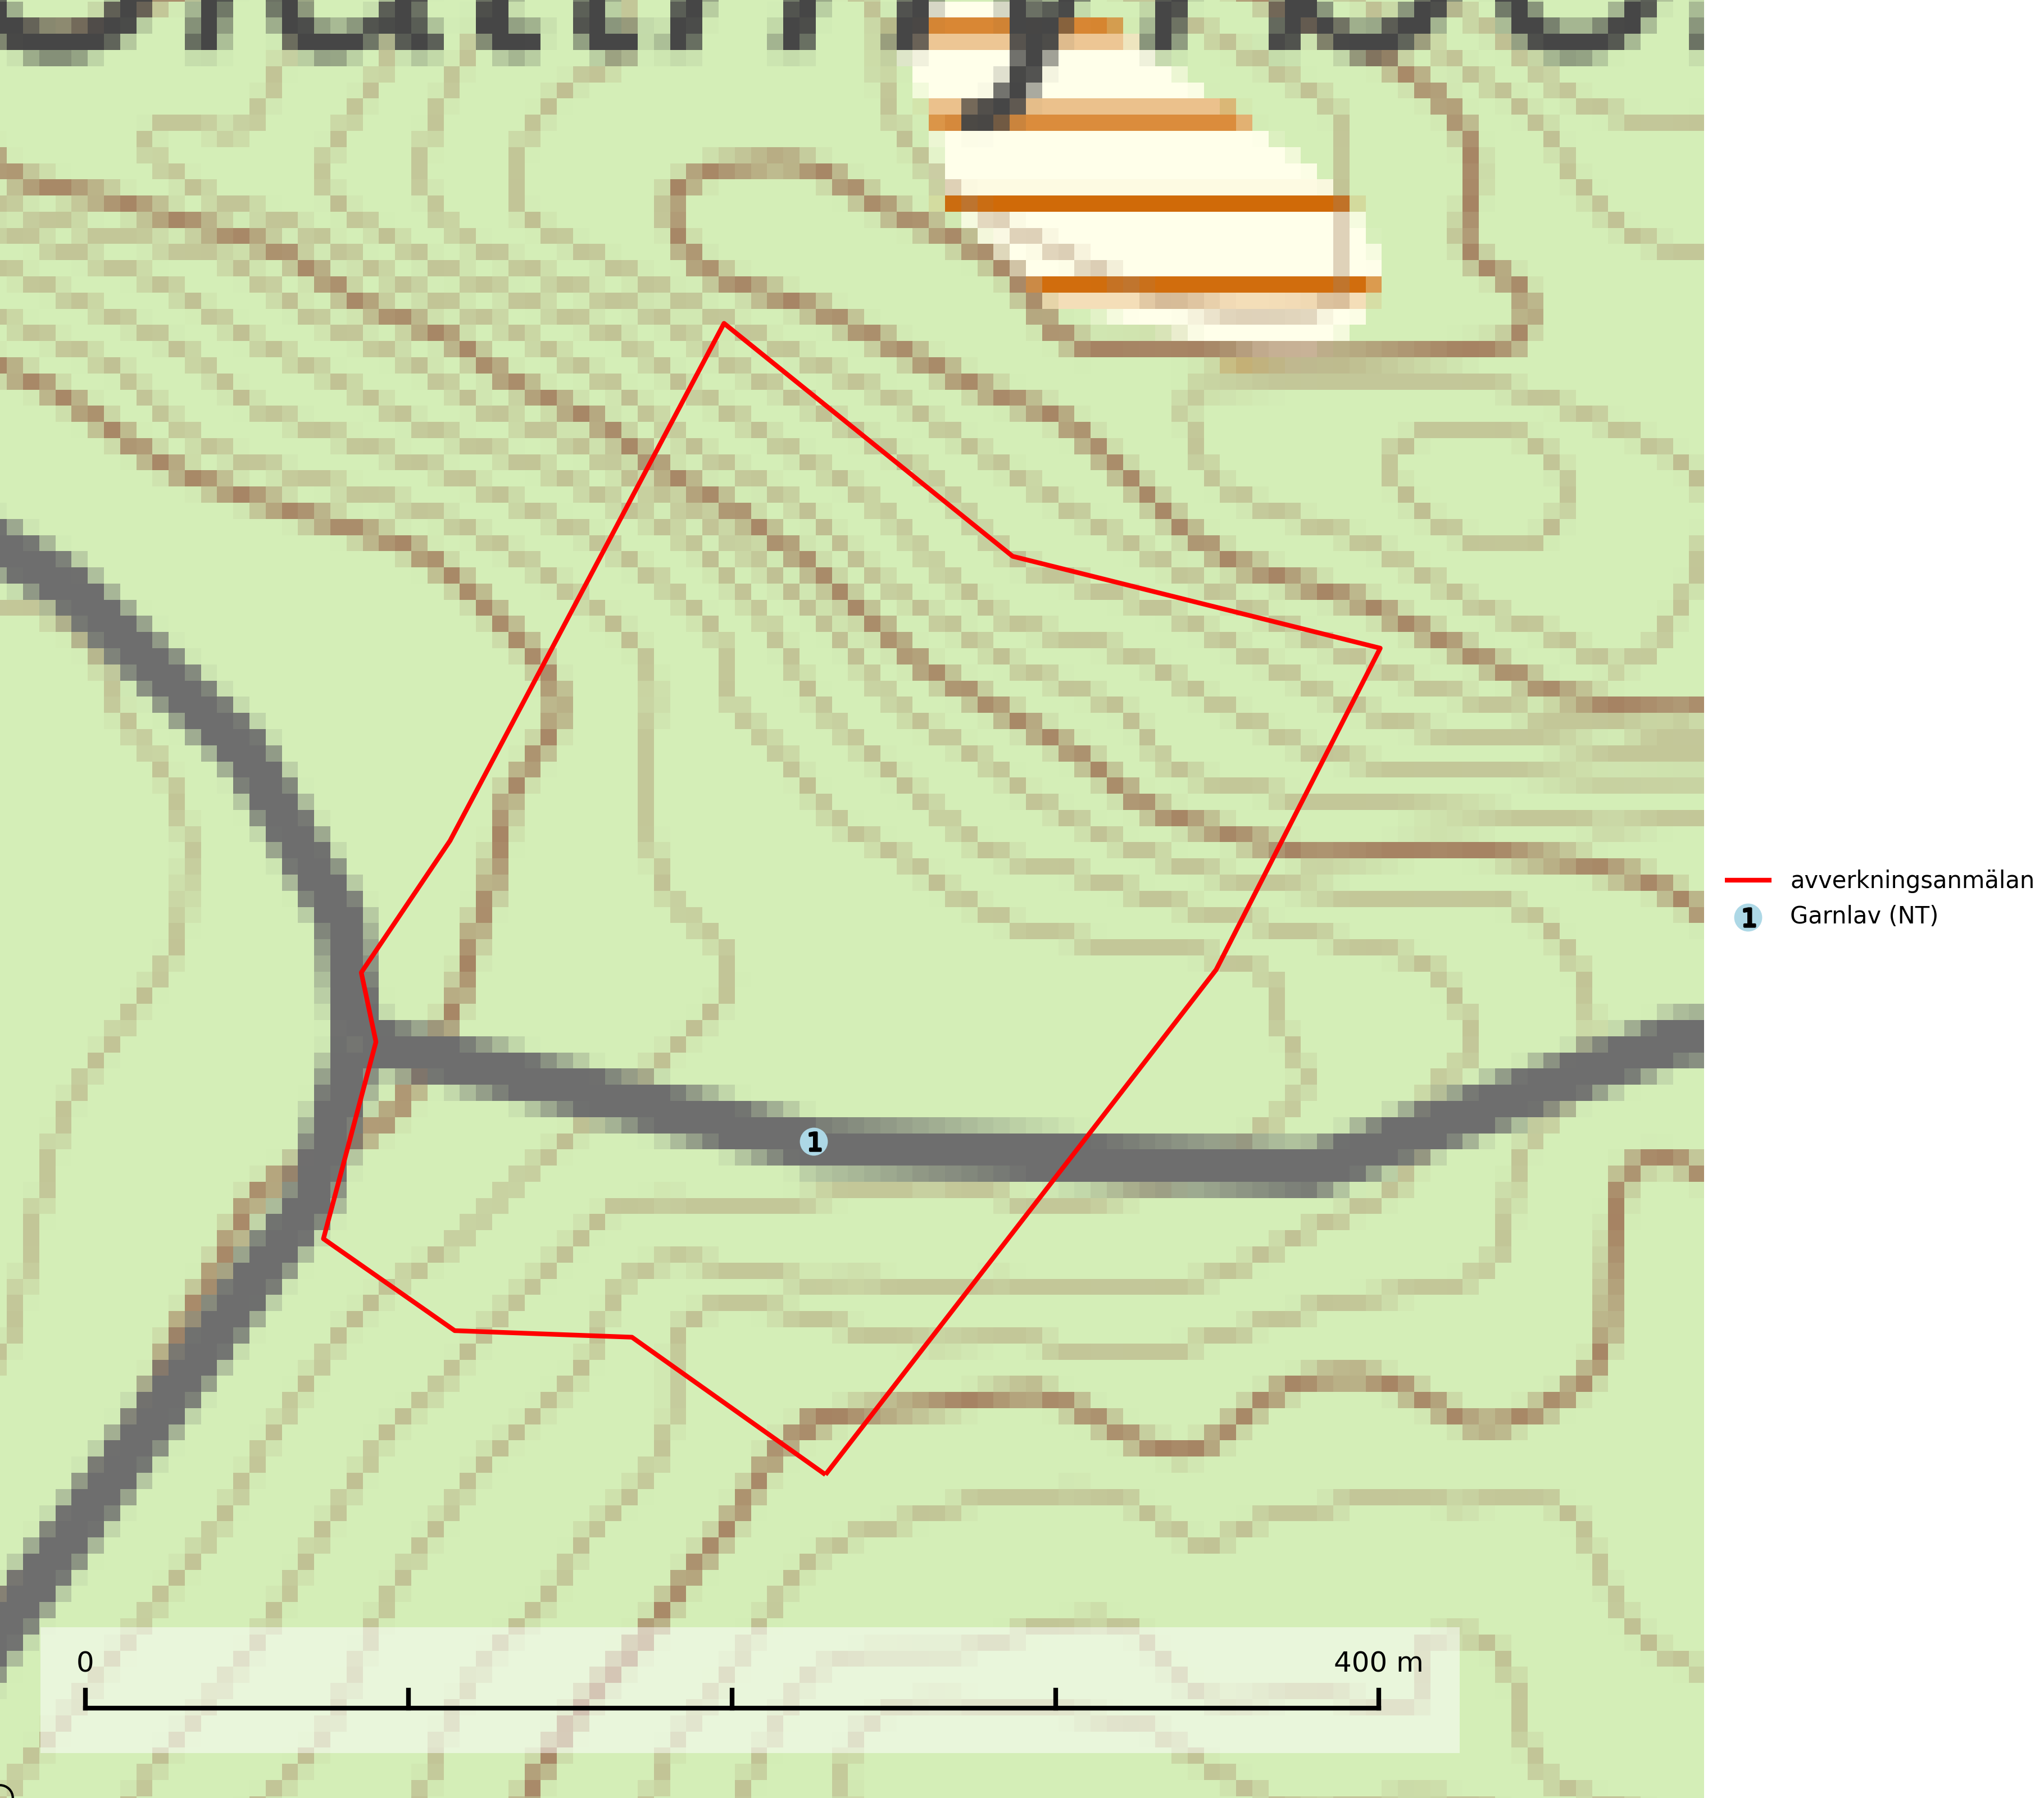 avverkningsanmälan
1 Garnlav (NT)
1
0 400 m